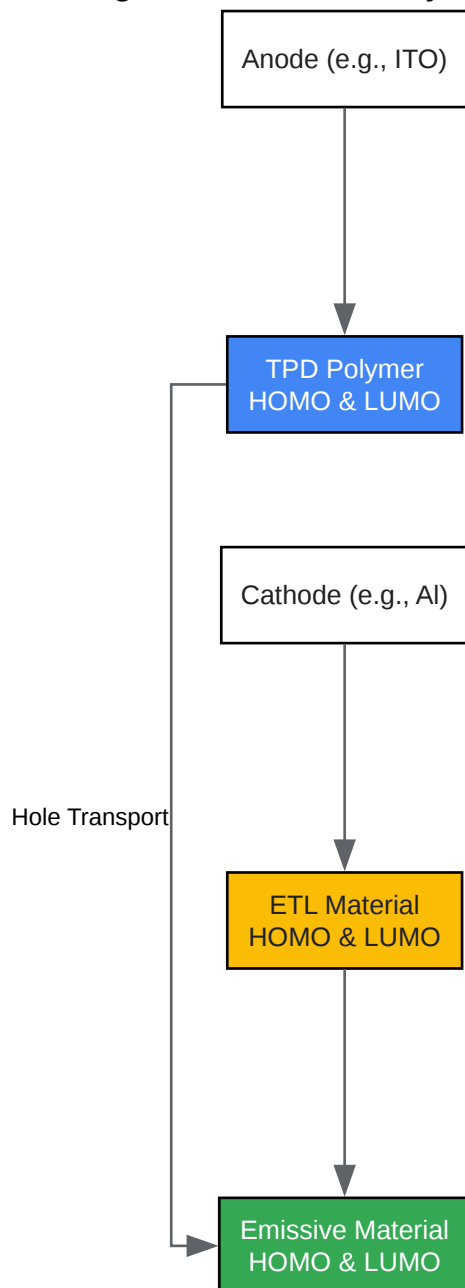 Anode (e.g., ITO)
TPD Polymer
HOMO & LUMO
Cathode (e.g., Al)
Hole Transport
ETL Material
HOMO & LUMO
Emissive Material
HOMO & LUMO